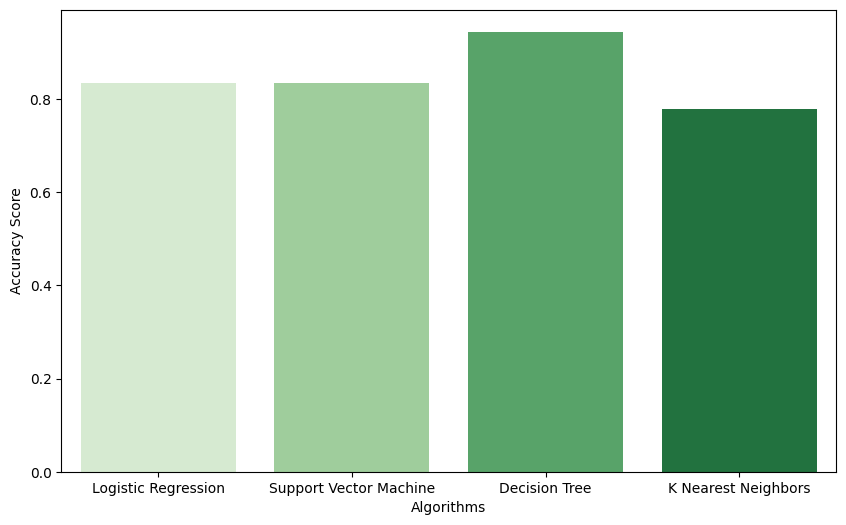 Accuracy Score
0.8
0.6
0.4
0.2
0.0
Logistic Regression
Support Vector Machine
Decision Tree
K Nearest Neighbors
Algorithms